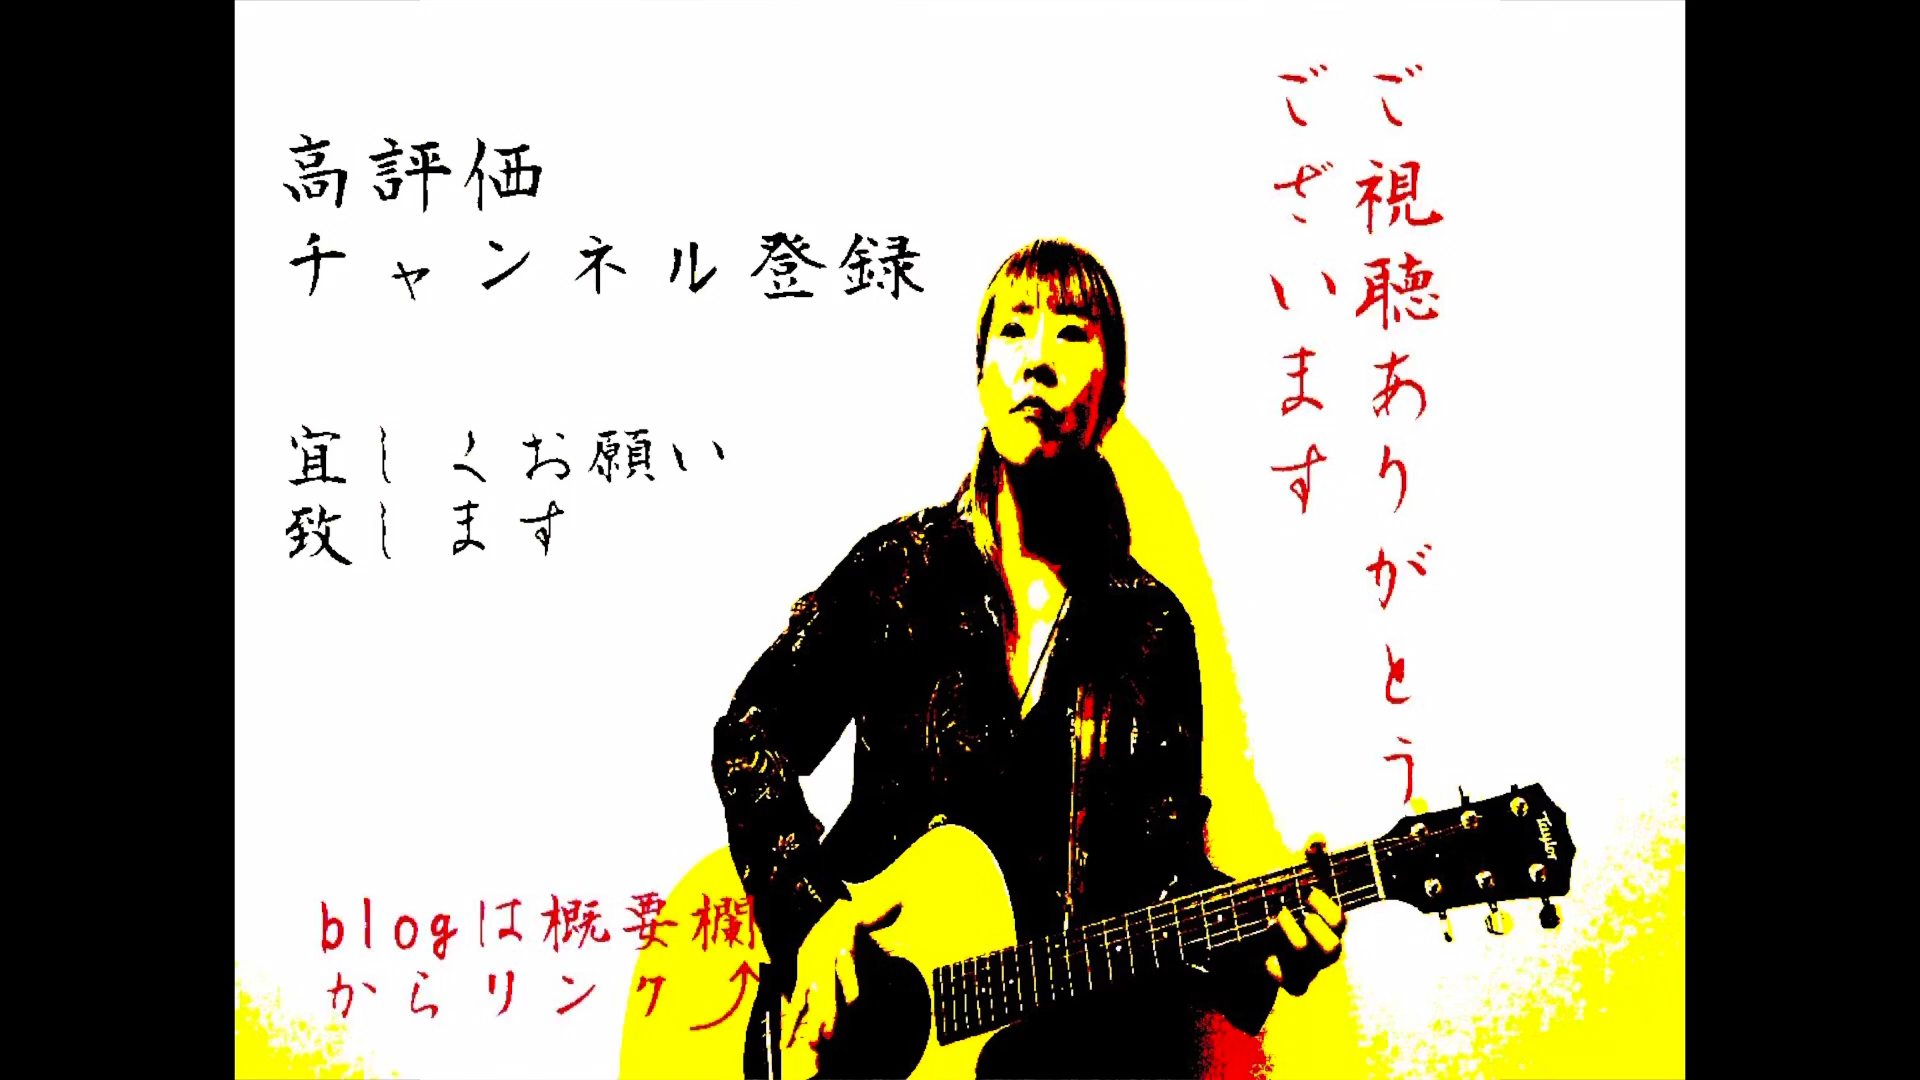 高評価
チャンネル登録
宜しくお願い
致します
ご視聴ありがとう
ございます
blogは概要欄
からリンク⤴
Taylor